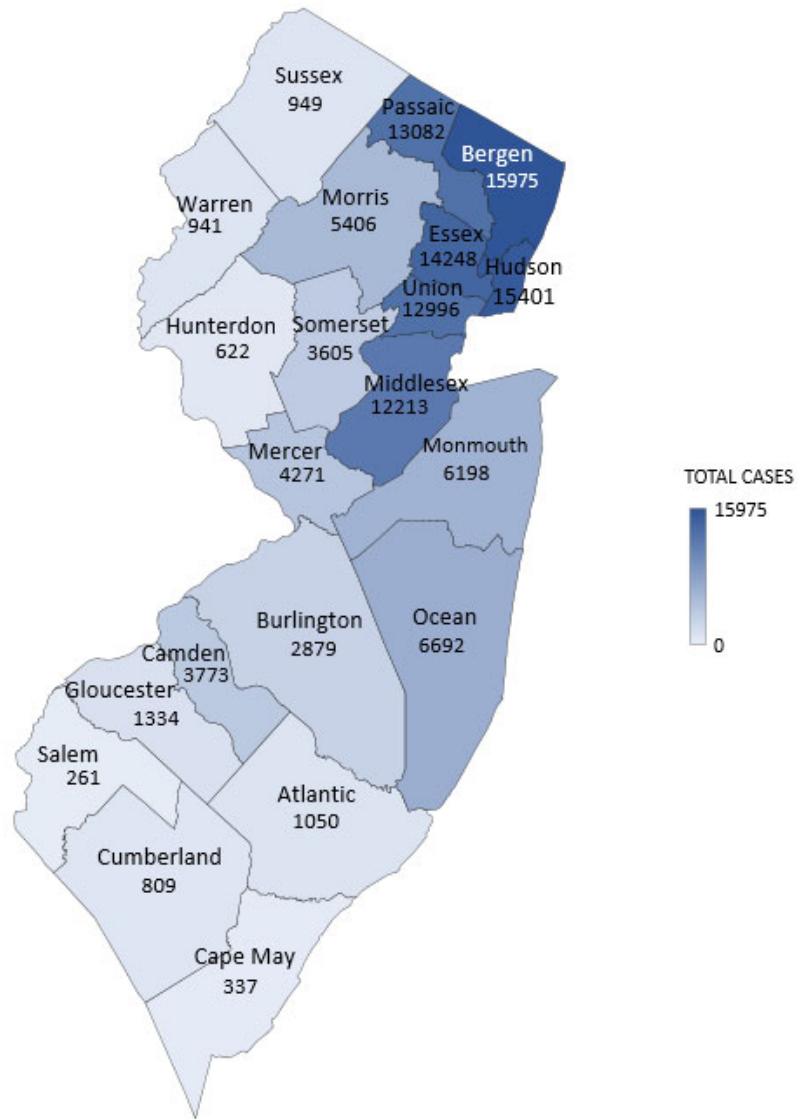 Sussex
949
Passaic
13082
Bergen
15975
Warren
941
Morris
5406
Essex
14248
Hudson
15401
Union
12996
Hunterdon
622
Somerset
3605
Middlesex
12213
Mercer
4271
Monmouth
6198
TOTAL CASES
15975
0
Burlington
2879
Ocean
6692
Camden
3773
Gloucester
1334
Salem
261
Atlantic
1050
Cumberland
809
Cape May
337